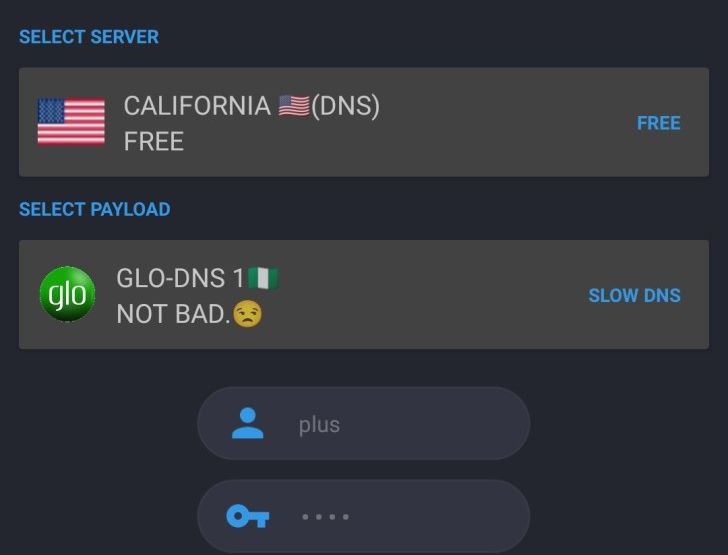 SELECT SERVER
CALIFORNIA 🇺🇸(DNS)
FREE
FREE
SELECT PAYLOAD
glo
GLO-DNS 1🇳🇬
NOT BAD.😒
SLOW DNS
plus